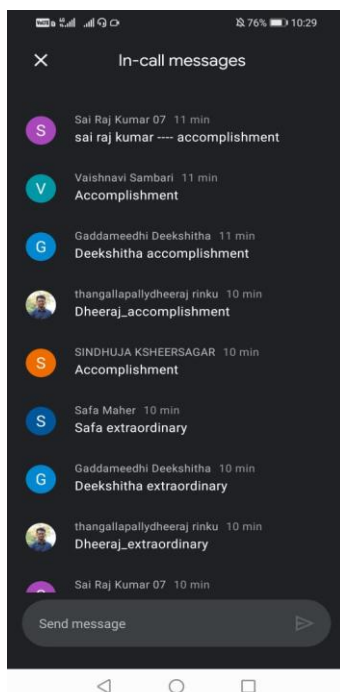 76% 10:29
In-call messages
Sai Raj Kumar 07 11 min
S
sai raj kumar ---- accomplishment
Vaishnavi Sambari 11 min
V
Accomplishment
Gaddameedhi Deekshitha 11 min
G
Deekshitha accomplishment
thangallapallydheeraj rinku 10 min
Dheeraj_accomplishment
SINDHUJA KSHEERSAGAR 10 min
S
Accomplishment
Safa Maher 10 min
S
Safa extraordinary
Gaddameedhi Deekshitha 10 min
G
Deekshitha extraordinary
thangallapallydheeraj rinku 10 min
Dheeraj_extraordinary
Sai Raj Kumar 07 10 min
Send message